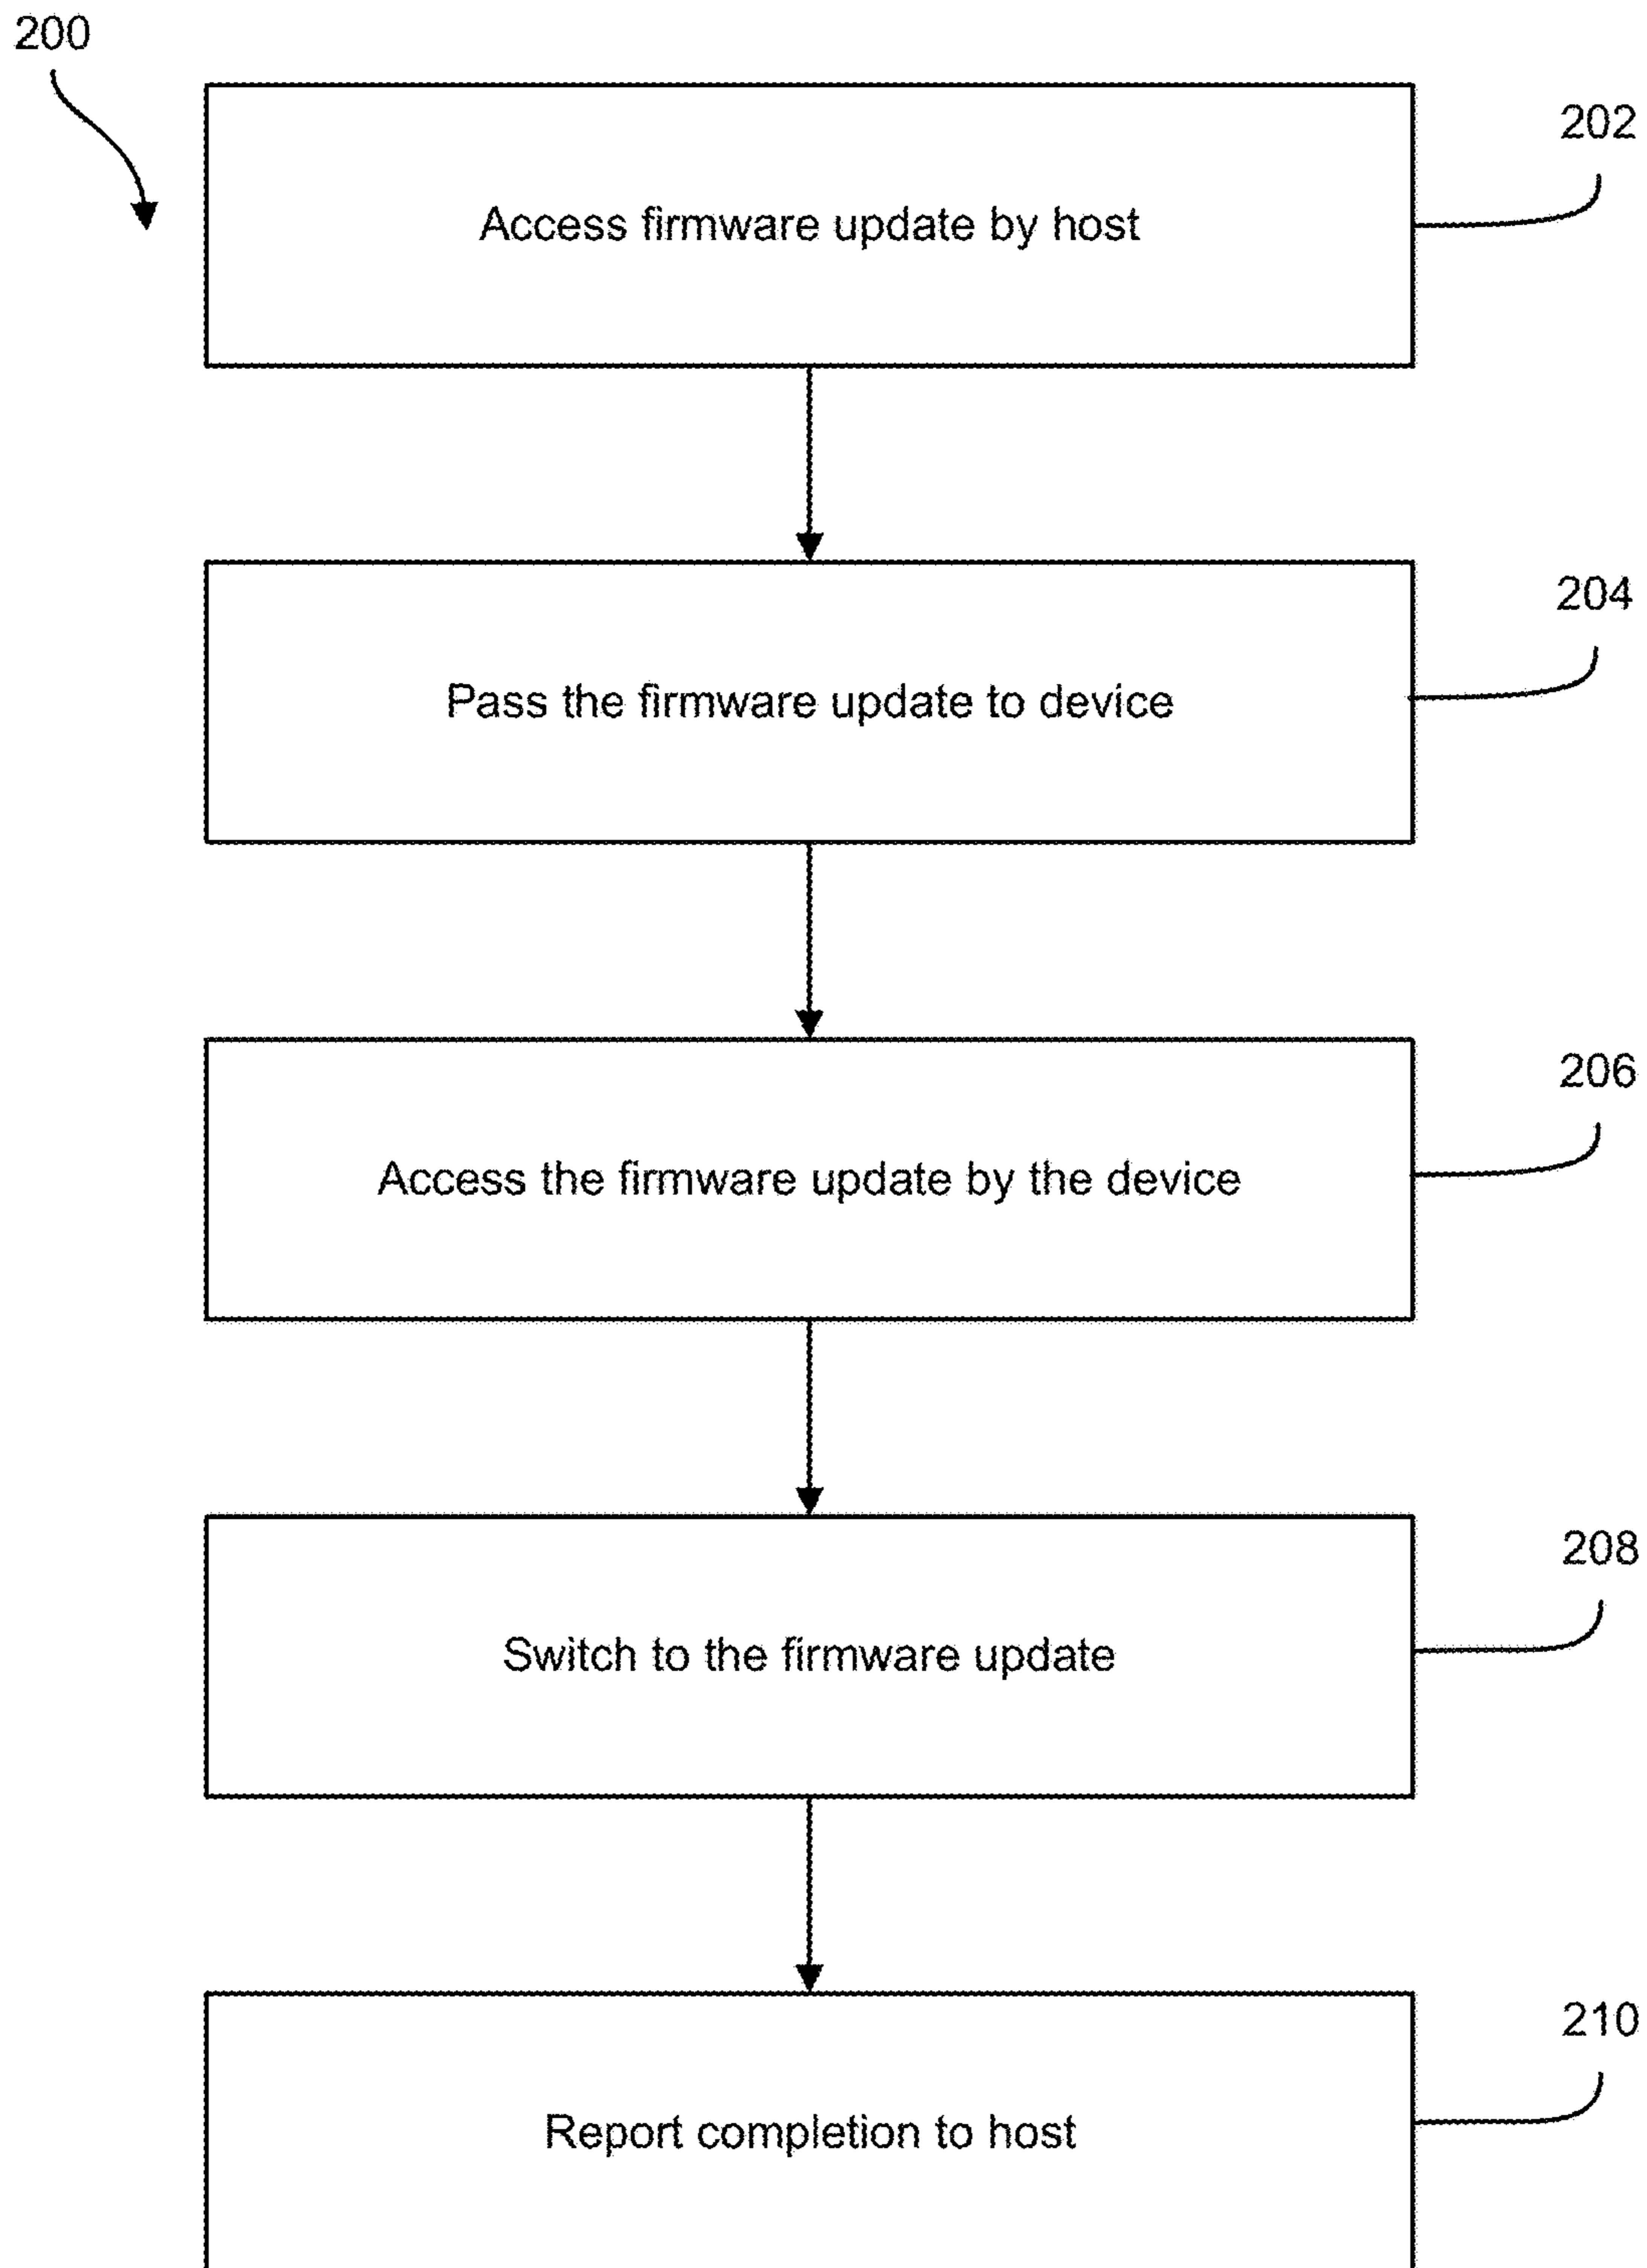 200
202
Access firmware update by host
204
Pass the firmware update to device
206
Access the firmware update by the device
208
Switch to the firmware update
210
Report completion to host